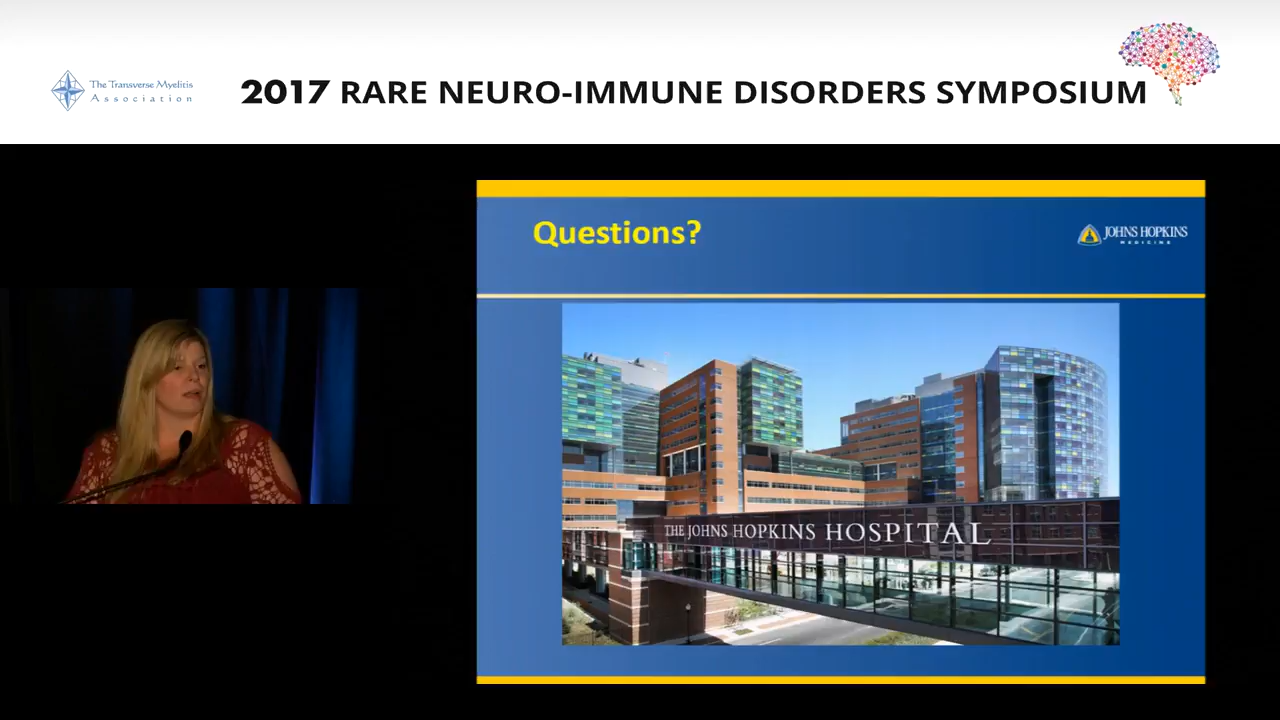 The Transverse Myelitis
Association
2017 RARE NEURO-IMMUNE DISORDERS SYMPOSIUM
Questions?
JOHNS HOPKINS
MEDICINE
THE JOHNS HOPKINS HOSPITAL